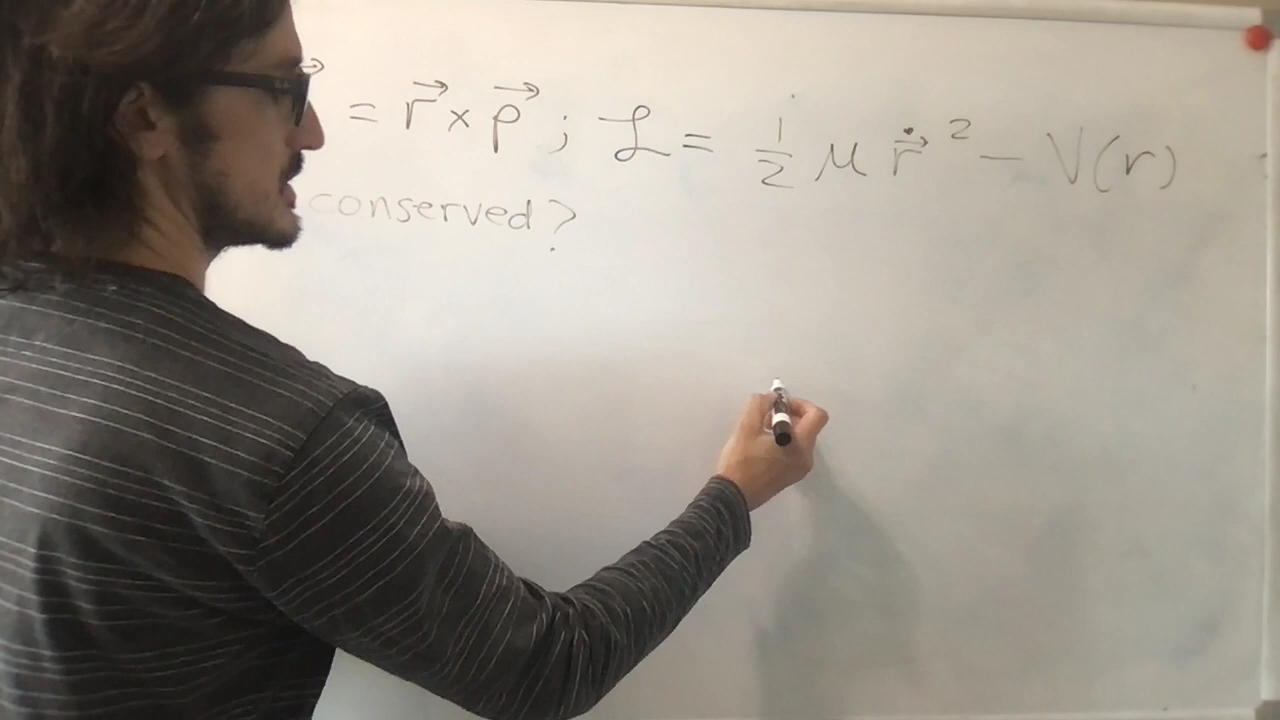 = r⃗ × p⃗ ; ℒ = 1/2 μ ṙ⃗ ² − V(r)
conserved?